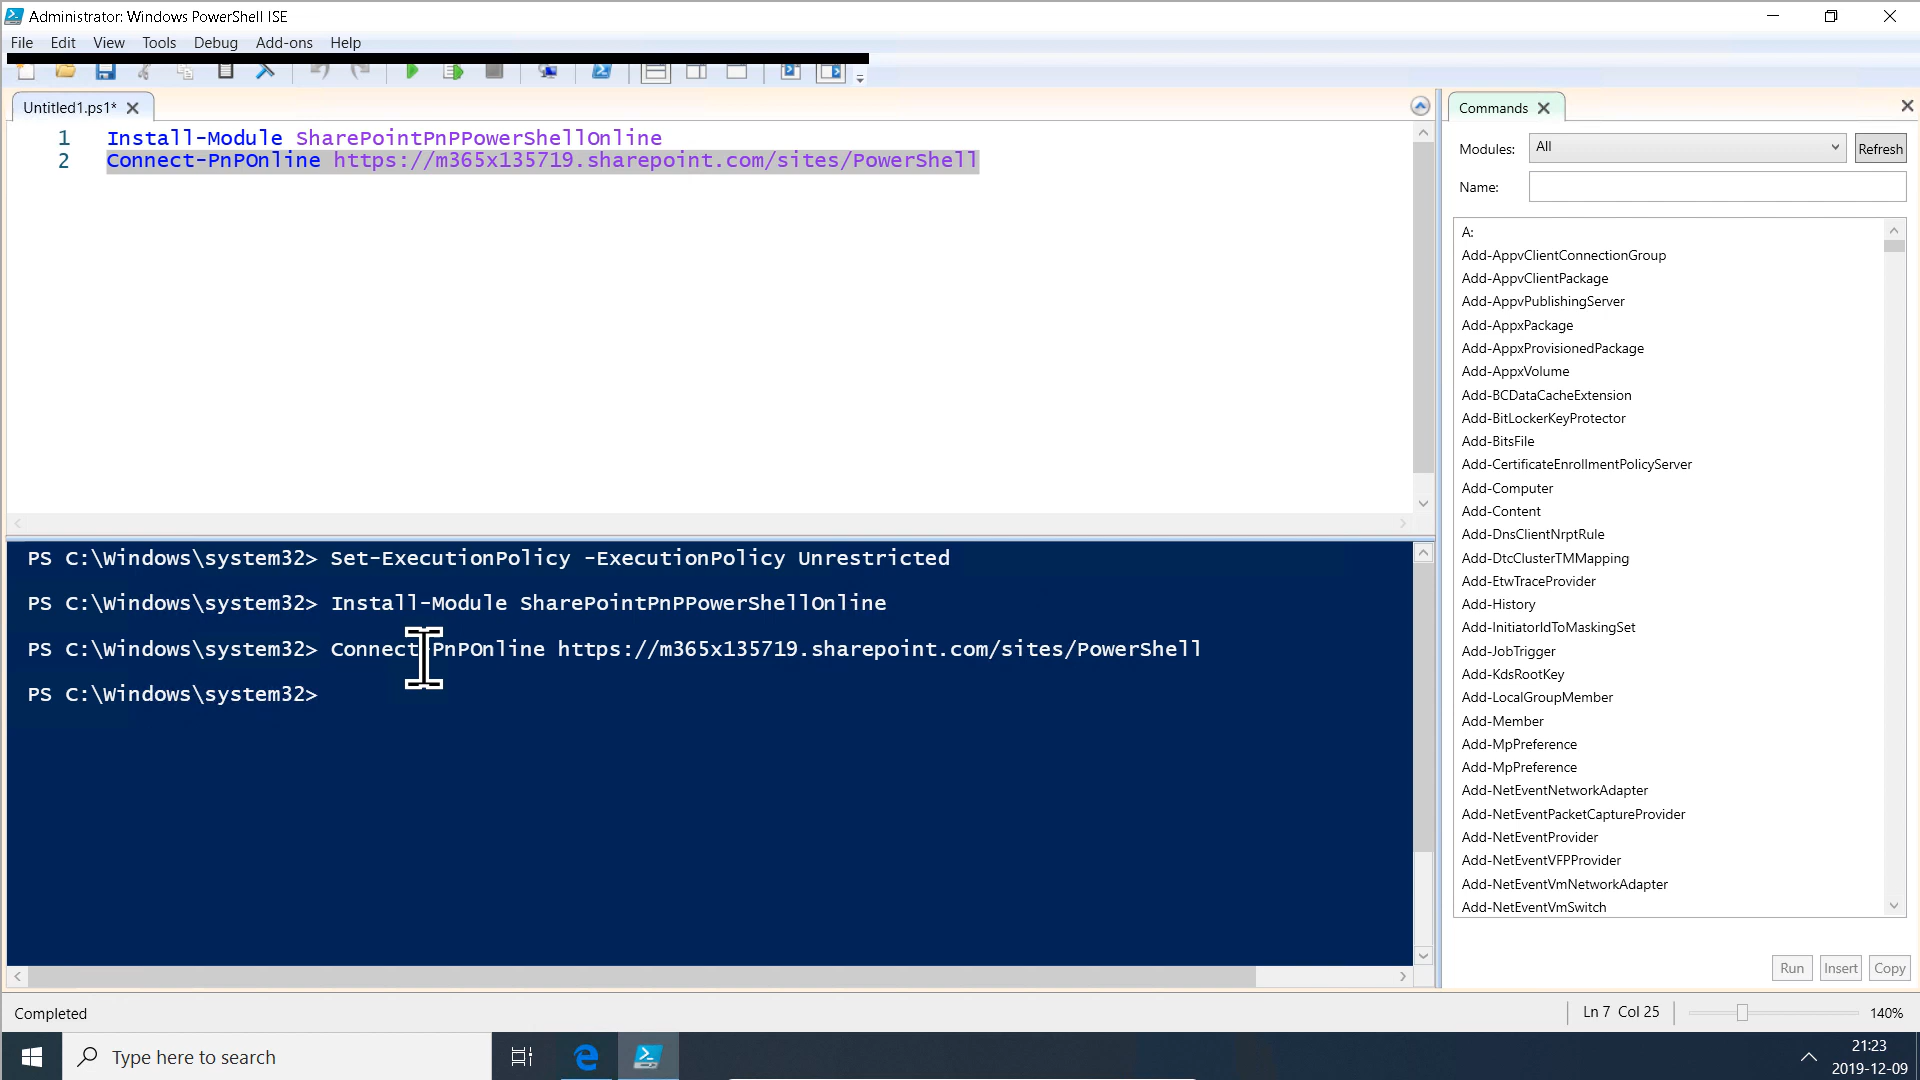 Administrator: Windows PowerShell ISE
File Edit View Tools Debug Add-ons Help
Untitled1.ps1*
1 Install-Module SharePointPnPPowerShellOnline
2 Connect-PnPOnline https://m365x135719.sharepoint.com/sites/PowerShell
PS C:\Windows\system32> Set-ExecutionPolicy -ExecutionPolicy Unrestricted
PS C:\Windows\system32> Install-Module SharePointPnPPowerShellOnline
PS C:\Windows\system32> Connect-PnPOnline https://m365x135719.sharepoint.com/sites/PowerShell
PS C:\Windows\system32>
Commands
Modules: All Refresh
Name:
A:
Add-AppvClientConnectionGroup
Add-AppvClientPackage
Add-AppvPublishingServer
Add-AppxPackage
Add-AppxProvisionedPackage
Add-AppxVolume
Add-BCDataCacheExtension
Add-BitLockerKeyProtector
Add-BitsFile
Add-CertificateEnrollmentPolicyServer
Add-Computer
Add-Content
Add-DnsClientNrptRule
Add-DtcClusterTMMapping
Add-EtwTraceProvider
Add-History
Add-InitiatorIdToMaskingSet
Add-JobTrigger
Add-KdsRootKey
Add-LocalGroupMember
Add-Member
Add-MpPreference
Add-MpPreference
Add-NetEventNetworkAdapter
Add-NetEventPacketCaptureProvider
Add-NetEventProvider
Add-NetEventVFPProvider
Add-NetEventVmNetworkAdapter
Add-NetEventVmSwitch
Run Insert Copy
Completed
Ln 7 Col 25
140%
Type here to search
21:23
2019-12-09